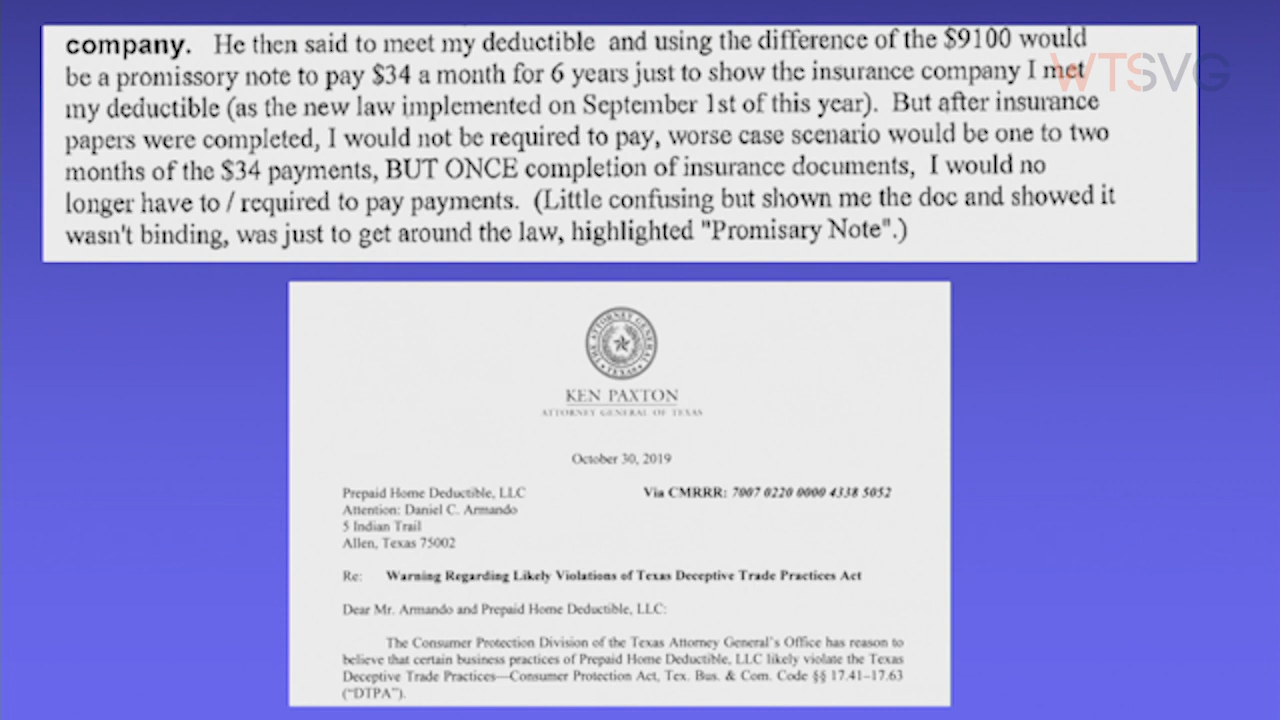 company. He then said to meet my deductible and using the difference of the $9100 would
be a promissory note to pay $34 a month for 6 years just to show the insurance company I met
my deductible (as the new law implemented on September 1st of this year). But after insurance
papers were completed, I would not be required to pay, worse case scenario would be one to two
months of the $34 payments, BUT ONCE completion of insurance documents, I would no
longer have to / required to pay payments. (Little confusing but shown me the doc and showed it
wasn't binding, was just to get around the law, highlighted "Promisary Note".)
WTSVG
THE ATTORNEY GENERAL
TEXAS
KEN PAXTON
ATTORNEY GENERAL OF TEXAS
October 30, 2019
Prepaid Home Deductible, LLC
Via CMRRR: 7007 0220 0000 4338 5052
Attention: Daniel C. Armando
5 Indian Trail
Allen, Texas 75002
Re: Warning Regarding Likely Violations of Texas Deceptive Trade Practices Act
Dear Mr. Armando and Prepaid Home Deductible, LLC:
The Consumer Protection Division of the Texas Attorney General's Office has reason to
believe that certain business practices of Prepaid Home Deductible, LLC likely violate the Texas
Deceptive Trade Practices—Consumer Protection Act, Tex. Bus. & Com. Code §§ 17.41–17.63
("DTPA").